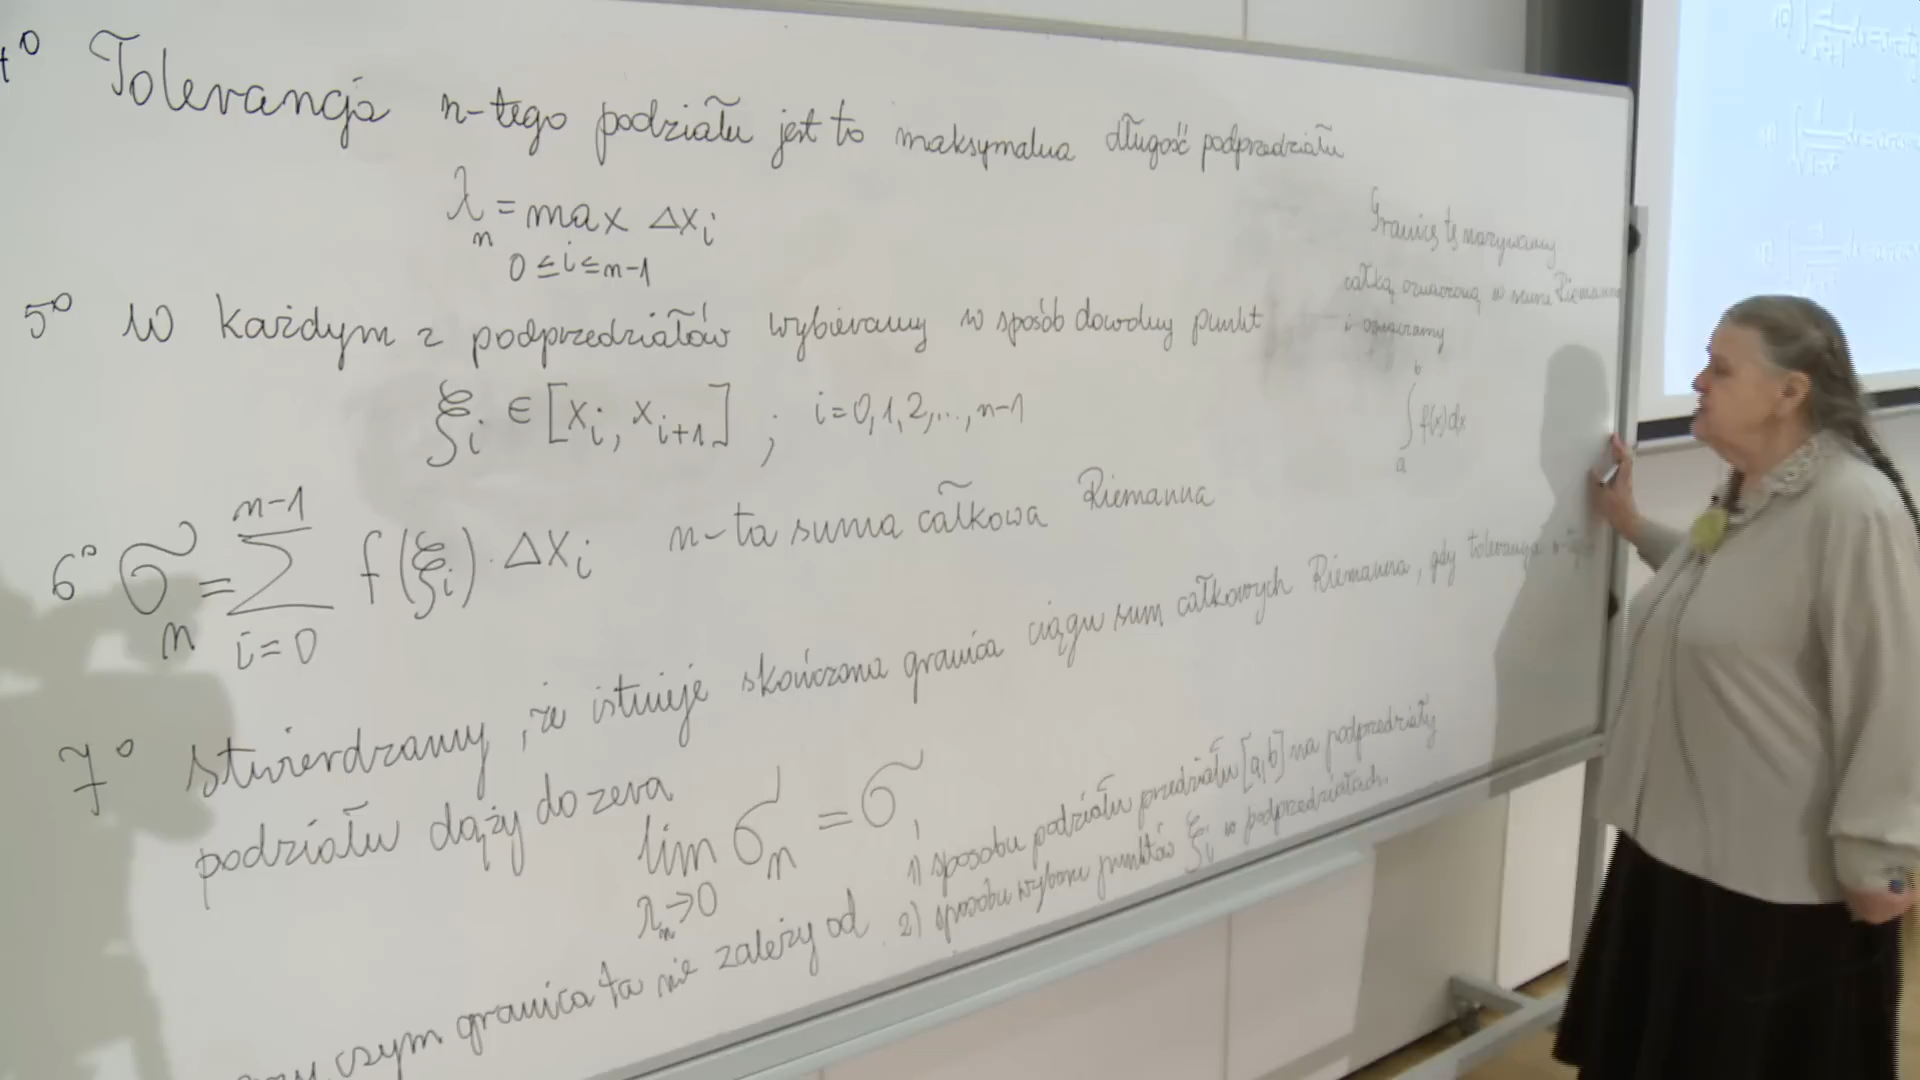 4° Tolerancja n-tego podziału jest to maksymalna długość podprzedziału
λn = max Δxi
0 ≤ i ≤ n-1
5° W każdym z podprzedziałów wybieramy w sposób dowolny punkt
ξi ∈ [xi, xi+1] ; i=0,1,2,..., n-1
6° σn = Σ f(ξi) · Δxi n-ta suma całkowa Riemanna
n-1
i=0
7° stwierdzamy, że istnieje skończona granica ciągu sum całkowych Riemanna, gdy tolerancja n-tego
podziału dąży do zera
lim σn = σ,
λn→0
czym granica ta nie zależy od
1) sposobu podziału przedziału [a,b] na podprzedziały
2) sposobu wyboru punktów ξi w podprzedziałach.
Granicę tę nazywamy
całką oznaczoną w sensie Riemanna
i oznaczamy
b
∫ f(x)dx
a